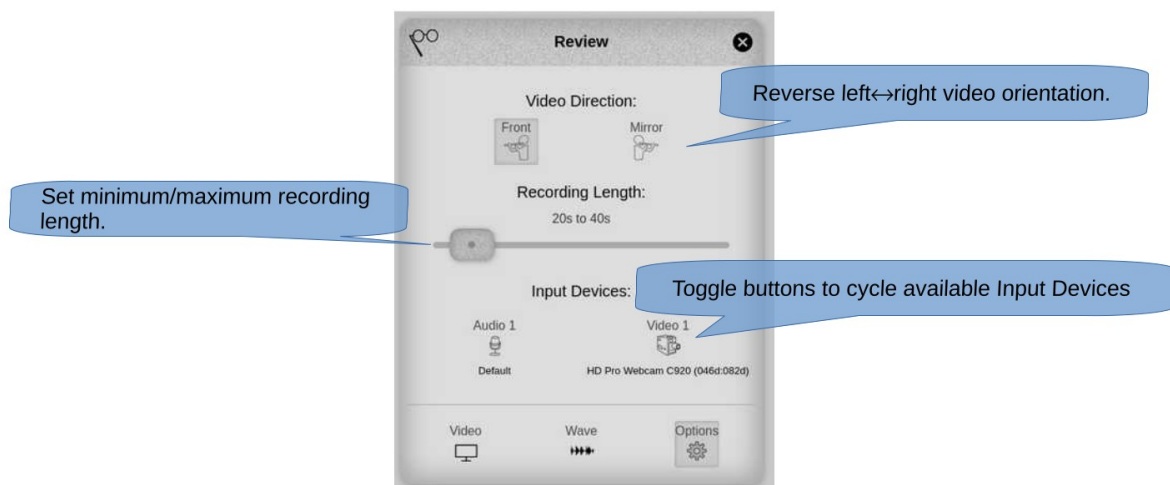 Review
Reverse left↔right video orientation.
Video Direction:
Front Mirror
Set minimum/maximum recording
length.
Recording Length:
20s to 40s
Toggle buttons to cycle available Input Devices
Input Devices:
Audio 1 Video 1
Default HD Pro Webcam C920 (046d:082d)
Video Wave Options